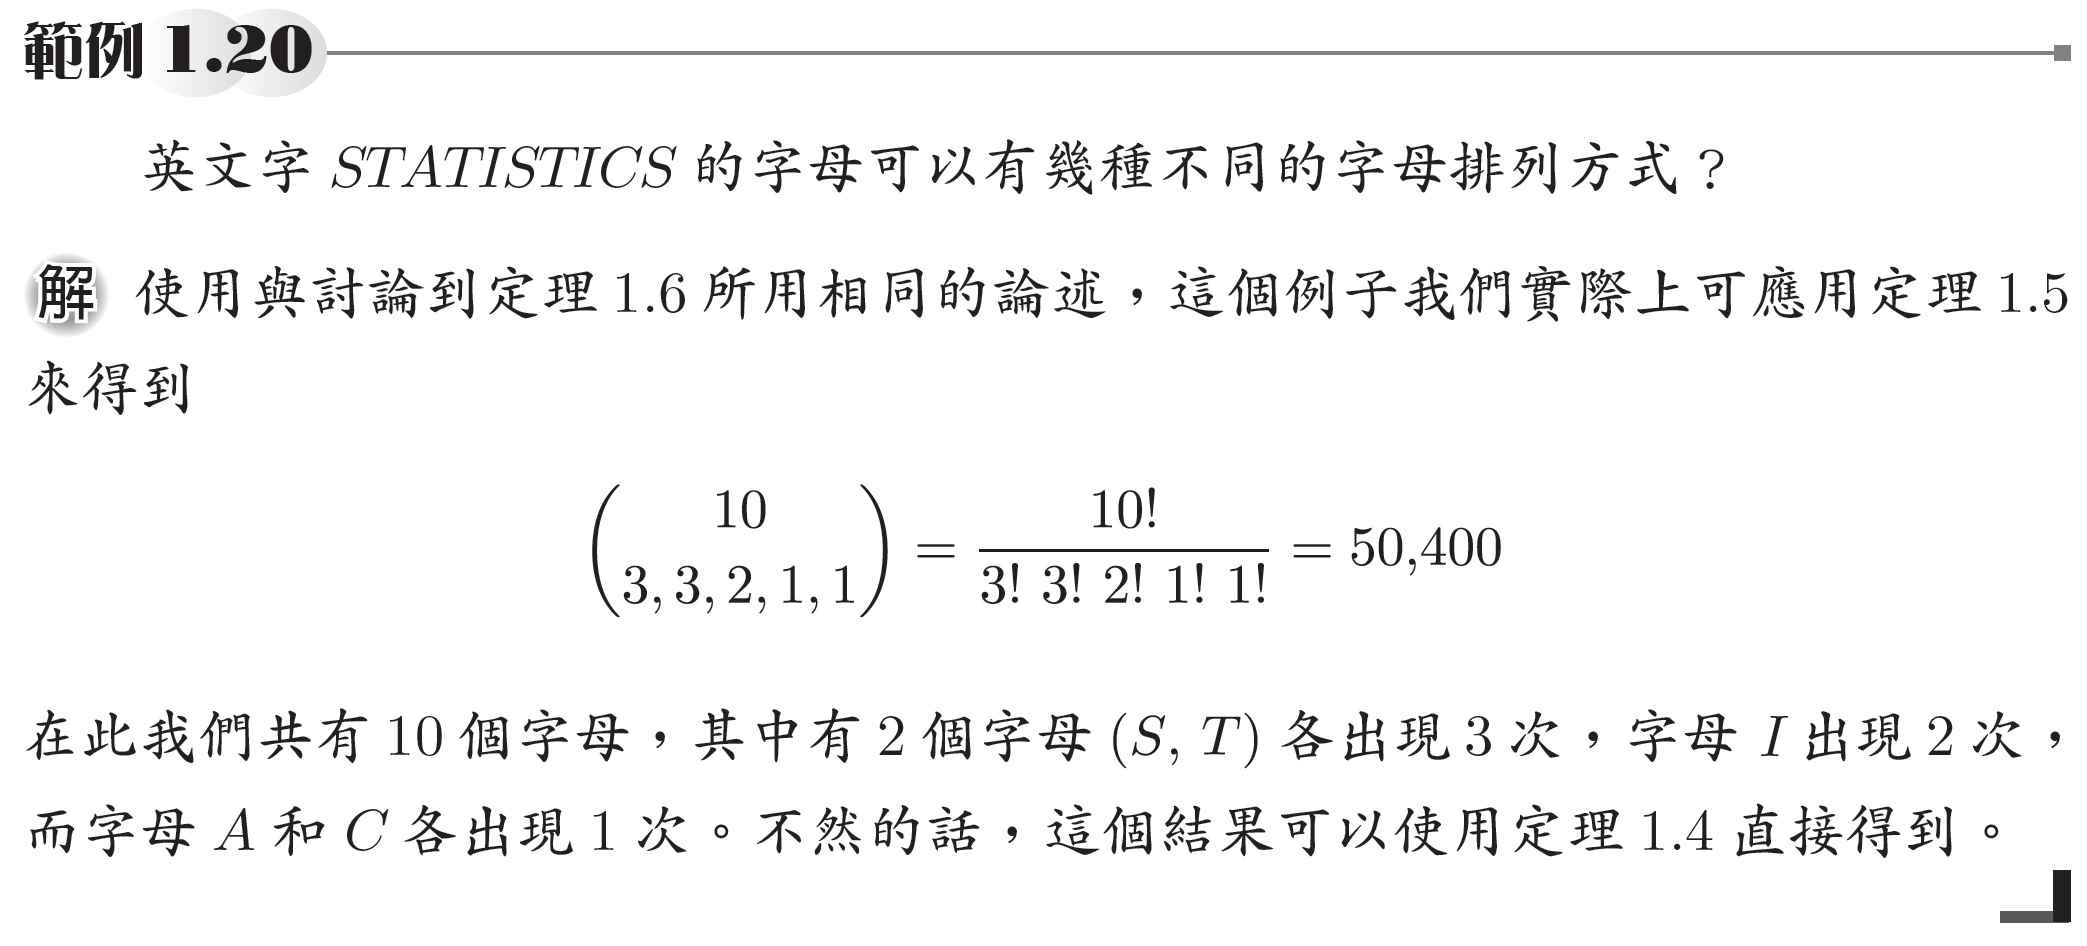 範例 1.20
英文字 STATISTICS 的字母可以有幾種不同的字母排列方式？
解 使用與討論到定理 1.6 所用相同的論述，這個例子我們實際上可應用定理 1.5
來得到
( 10 3, 3, 2, 1, 1 ) = 10! / 3! 3! 2! 1! 1! = 50,400
在此我們共有 10 個字母，其中有 2 個字母 (S, T) 各出現 3 次，字母 I 出現 2 次，
而字母 A 和 C 各出現 1 次。不然的話，這個結果可以使用定理 1.4 直接得到。